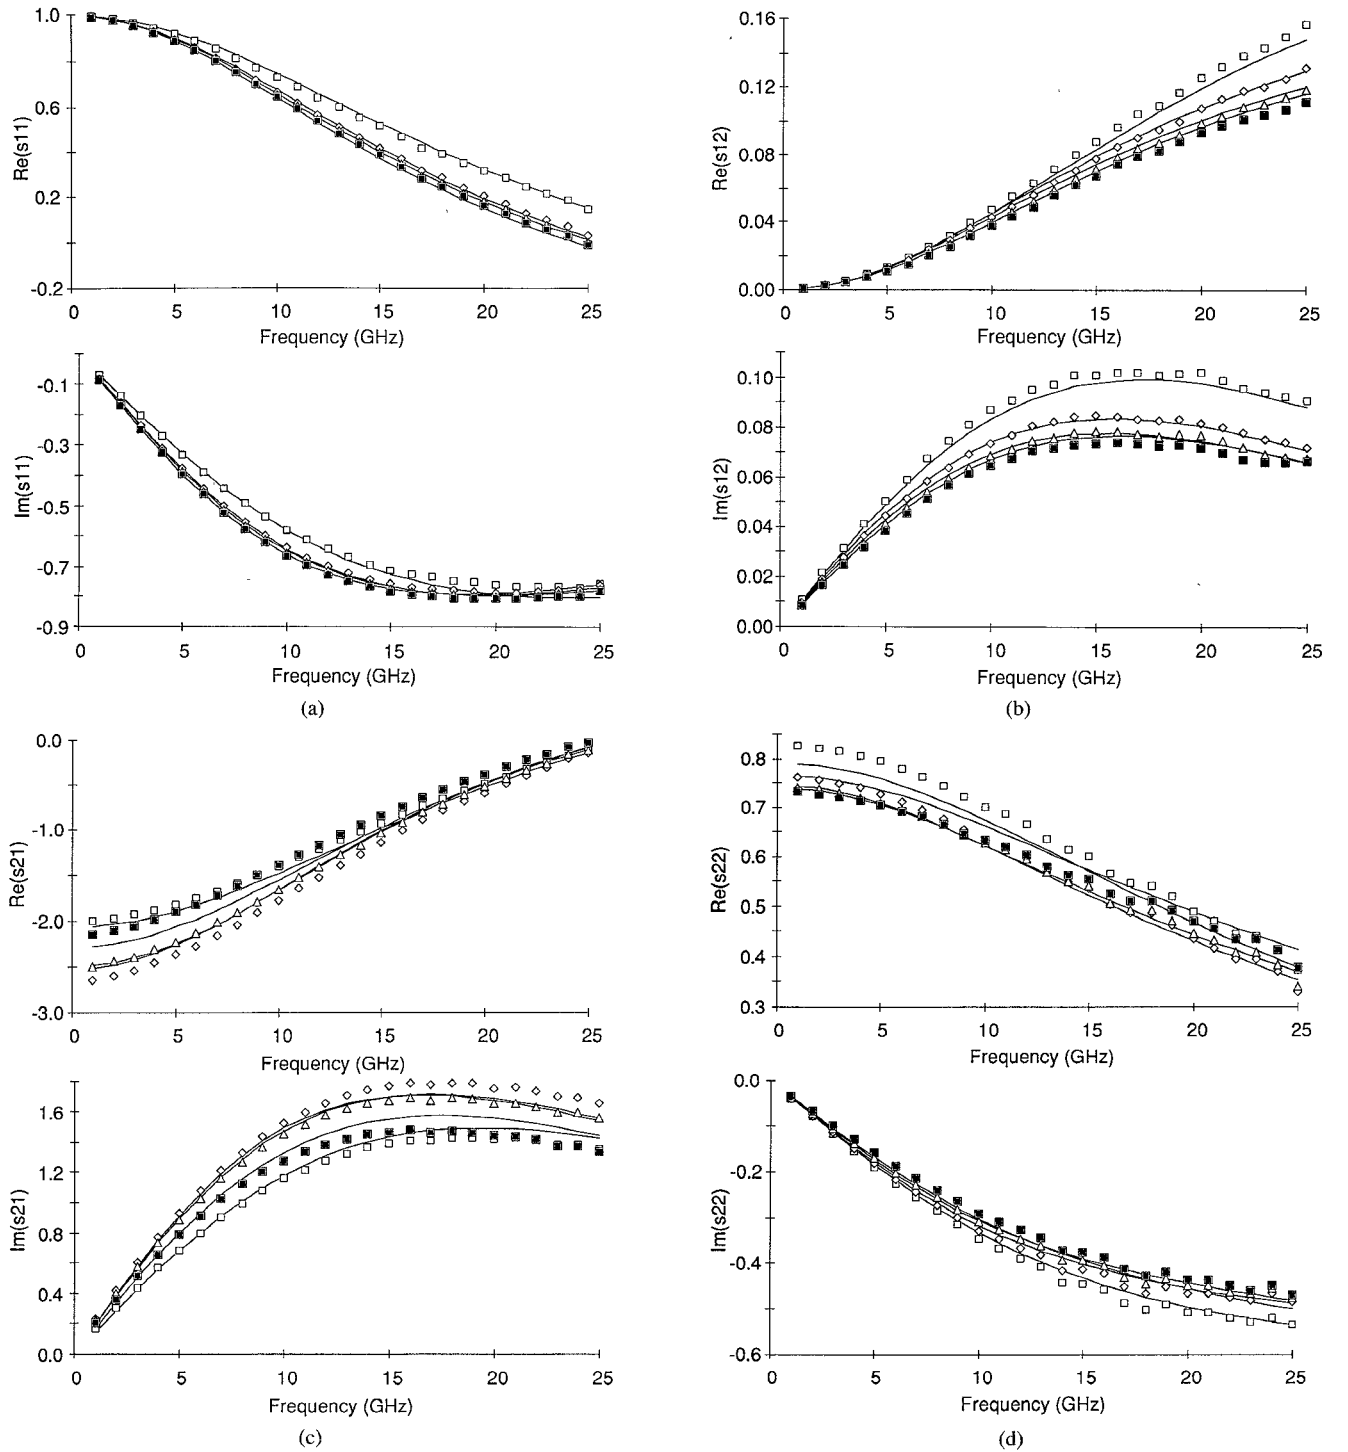 Re(s11)
1.0
0.6
0.2
-0.2
0 5 10 15 20 25
Frequency (GHz)
Im(s11)
-0.1
-0.3
-0.5
-0.7
-0.9
0 5 10 15 20 25
Frequency (GHz)
(a)
Re(s12)
0.16
0.12
0.08
0.04
0.00
0 5 10 15 20 25
Frequency (GHz)
Im(s12)
0.10
0.08
0.06
0.04
0.02
0.00
0 5 10 15 20 25
Frequency (GHz)
(b)
Re(s21)
0.0
-1.0
-2.0
-3.0
0 5 10 15 20 25
Frequency (GHz)
Im(s21)
1.6
1.2
0.8
0.4
0.0
0 5 10 15 20 25
Frequency (GHz)
(c)
Re(s22)
0.8
0.7
0.6
0.5
0.4
0.3
0 5 10 15 20 25
Frequency (GHz)
Im(s22)
0.0
-0.2
-0.4
-0.6
0 5 10 15 20 25
Frequency (GHz)
(d)